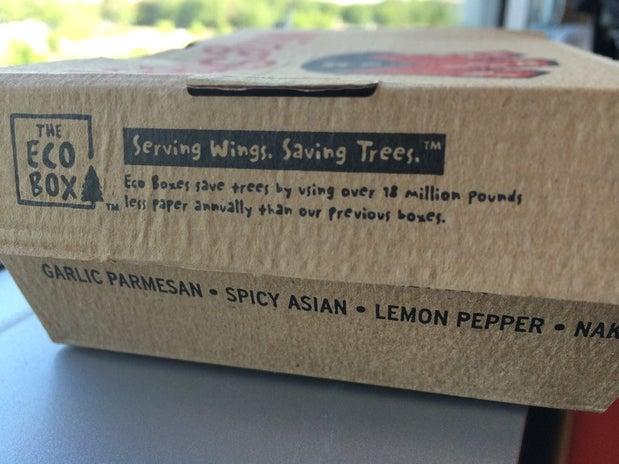 THE
ECO
BOX
TM
Serving Wings. Saving Trees.™
Eco Boxes save trees by using over 18 million pounds
less paper annually than our previous boxes.
GARLIC PARMESAN • SPICY ASIAN • LEMON PEPPER • NAK